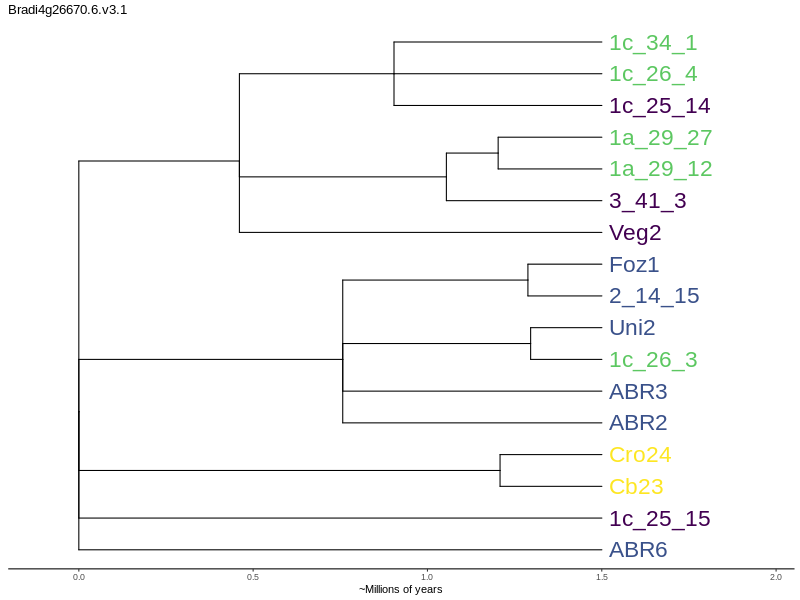 Bradi4g26670.6.v3.1
1c_34_1
1c_26_4
1c_25_14
1a_29_27
1a_29_12
3_41_3
Veg2
Foz1
2_14_15
Uni2
1c_26_3
ABR3
ABR2
Cro24
Cb23
1c_25_15
ABR6
0.0 0.5 1.0 1.5 2.0
~Millions of years